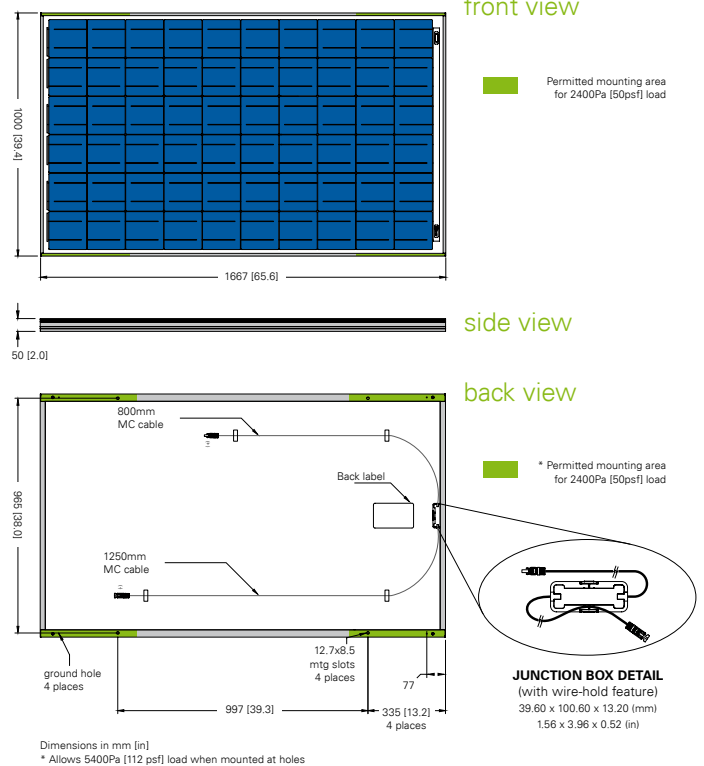 front view
Permitted mounting area
for 2400Pa [50psf] load
1000 [39.4]
1667 [65.6]
side view
50 [2.0]
back view
800mm
MC cable
Back label
* Permitted mounting area
for 2400Pa [50psf] load
965 [38.0]
1250mm
MC cable
ground hole
4 places
12.7x8.5
mtg slots
4 places
77
997 [39.3]
335 [13.2]
4 places
JUNCTION BOX DETAIL
(with wire-hold feature)
39.60 x 100.60 x 13.20 (mm)
1.56 x 3.96 x 0.52 (in)
Dimensions in mm [in]
* Allows 5400Pa [112 psf] load when mounted at holes